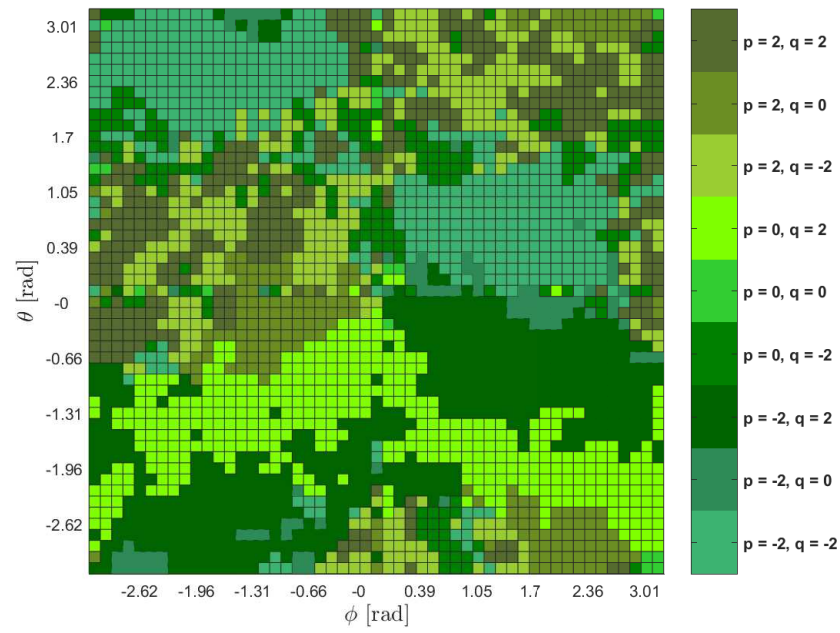 3.01
2.36
1.7
1.05
0.39
-0
-0.66
-1.31
-1.96
-2.62
θ [rad]
-2.62 -1.96 -1.31 -0.66 -0 0.39 1.05 1.7 2.36 3.01
ϕ [rad]
p = 2, q = 2
p = 2, q = 0
p = 2, q = -2
p = 0, q = 2
p = 0, q = 0
p = 0, q = -2
p = -2, q = 2
p = -2, q = 0
p = -2, q = -2